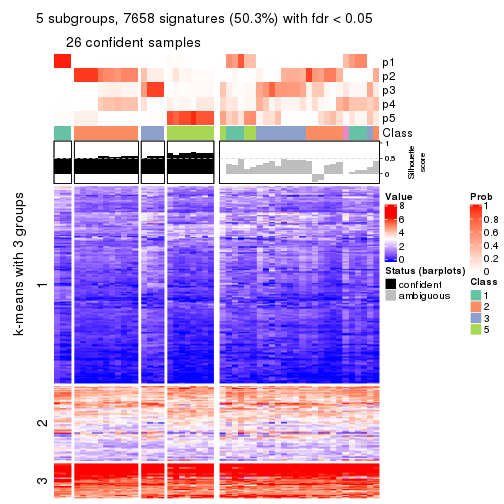 5 subgroups, 7658 signatures (50.3%) with fdr < 0.05
26 confident samples
p1
p2
p3
p4
p5
Class
1
0.5
0
Silhouette
score
k-means with 3 groups
1
2
3
Value
8
6
4
2
0
Status (barplots)
confident
ambiguous
Prob
1
0.8
0.6
0.4
0.2
0
Class
1
2
3
5